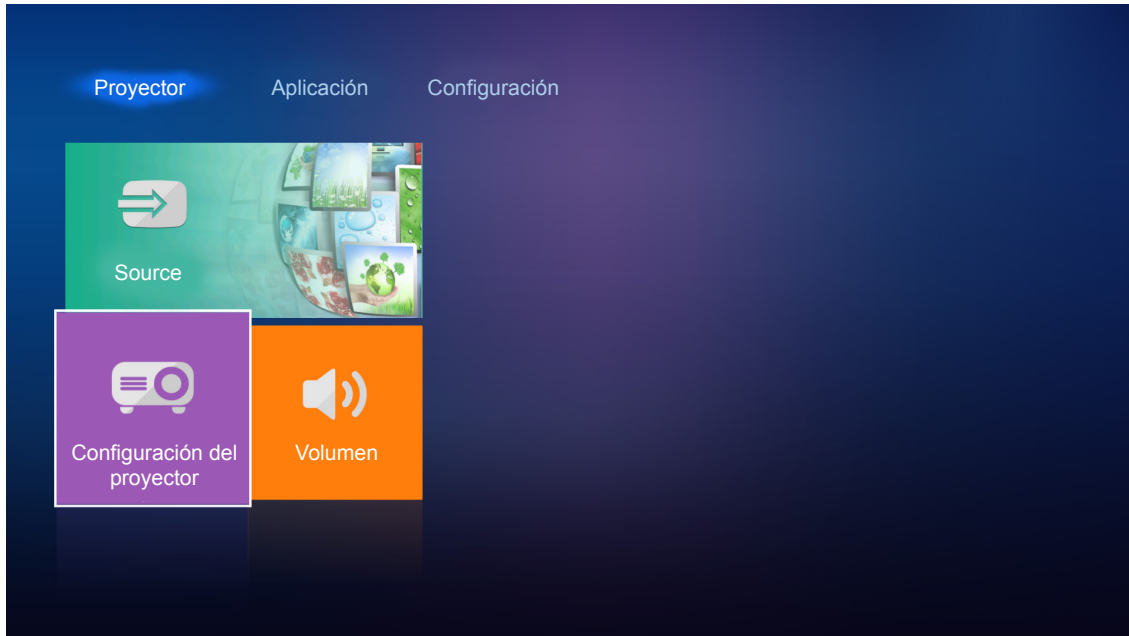 Proyector
Aplicación
Configuración
Source
Configuración del
proyector
Volumen